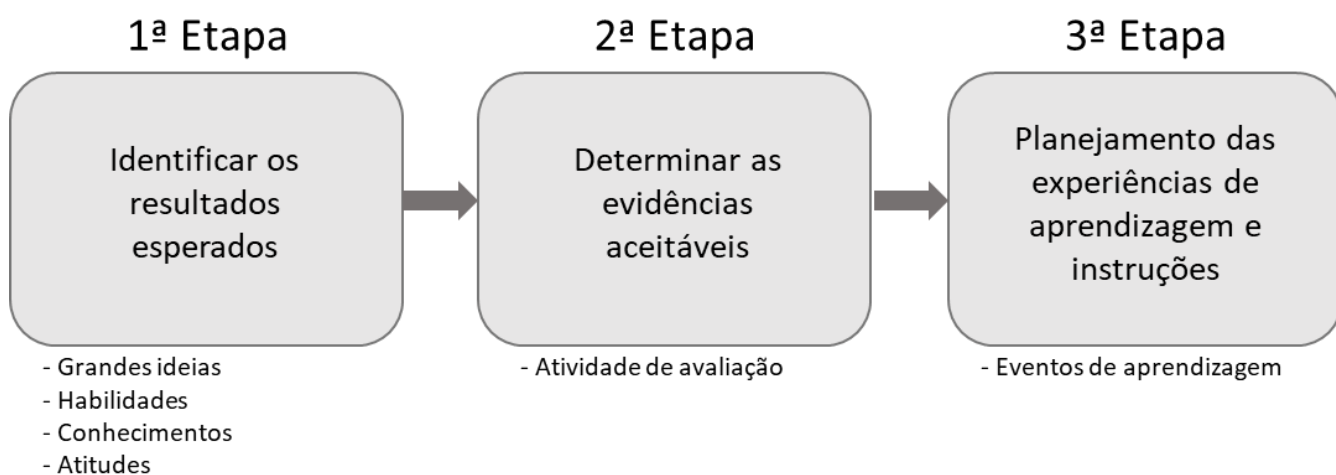 1ª Etapa
Identificar os
resultados
esperados
- Grandes ideias
- Habilidades
- Conhecimentos
- Atitudes
2ª Etapa
Determinar as
evidências
aceitáveis
- Atividade de avaliação
3ª Etapa
Planejamento das
experiências de
aprendizagem e
instruções
- Eventos de aprendizagem